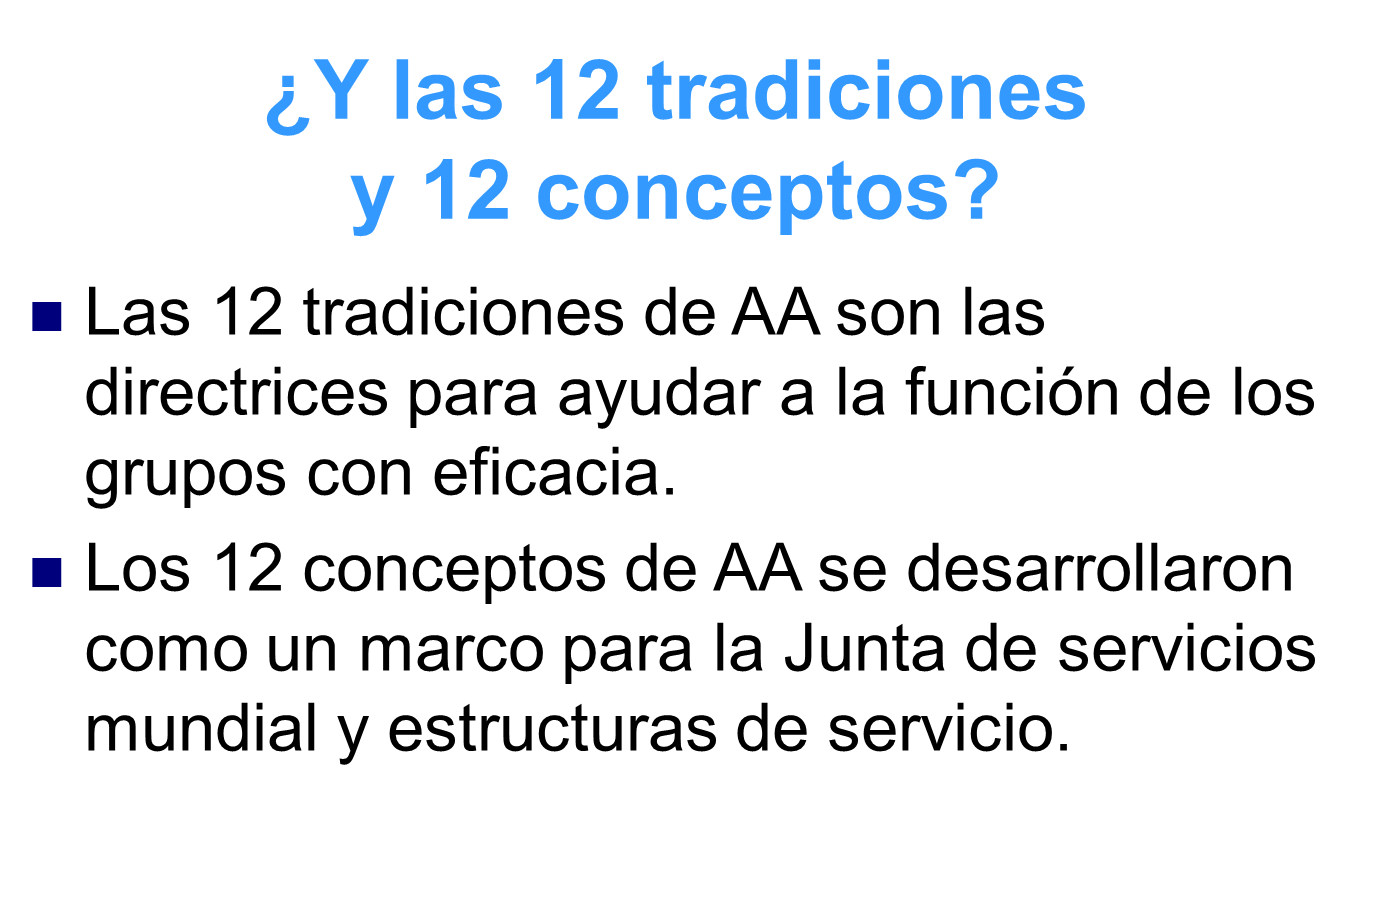 ¿Y las 12 tradiciones
y 12 conceptos?
Las 12 tradiciones de AA son las
directrices para ayudar a la función de los
grupos con eficacia.
Los 12 conceptos de AA se desarrollaron
como un marco para la Junta de servicios
mundial y estructuras de servicio.